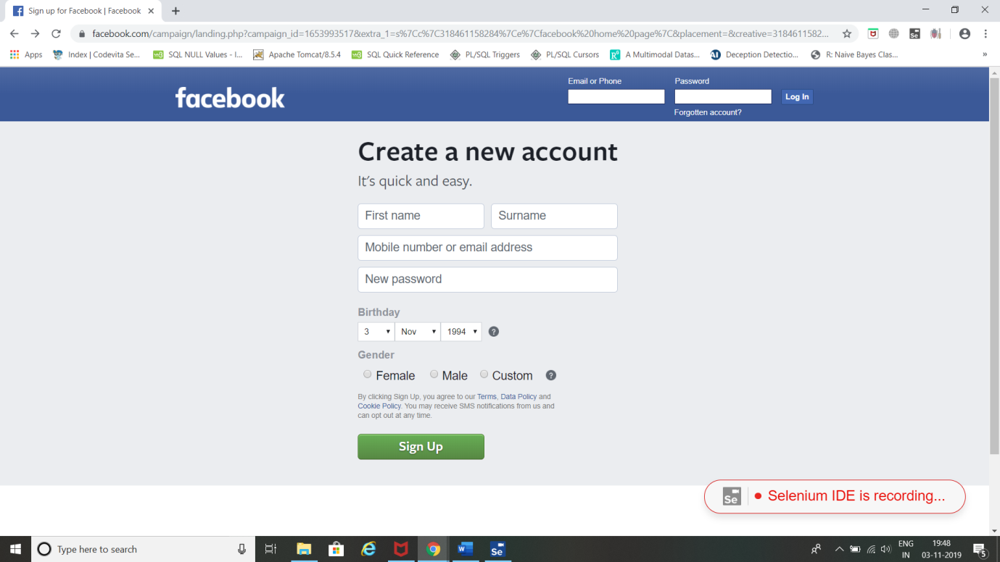 Sign up for Facebook | Facebook
facebook.com/campaign/landing.php?campaign_id=1653993517&extra_1=s%7Cc%7C318461158284%7Ce%7Cfacebook%20home%20page%7C&placement=&creative=3184611582...
Apps Index | Codevita Se... SQL NULL Values - I... Apache Tomcat/8.5.4 SQL Quick Reference PL/SQL Triggers PL/SQL Cursors A Multimodal Datas... Deception Detectio... R: Naive Bayes Clas... »
Email or Phone Password
facebook
Log In
Forgotten account?
Create a new account
It's quick and easy.
First name Surname
Mobile number or email address
New password
Birthday
3 Nov 1994 ?
Gender
Female Male Custom ?
By clicking Sign Up, you agree to our Terms, Data Policy and
Cookie Policy. You may receive SMS notifications from us and
can opt out at any time.
Sign Up
Se Selenium IDE is recording...
Type here to search
ENG 19:48
IN 03-11-2019 5